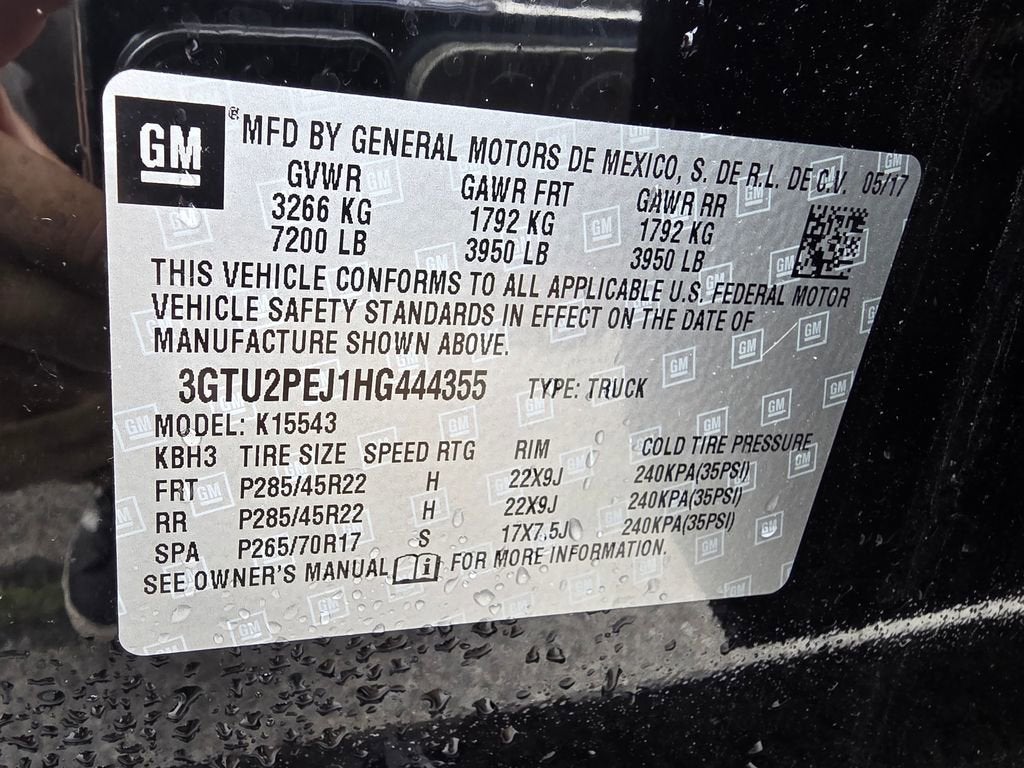 GM® MFD BY GENERAL MOTORS DE MEXICO, S. DE R.L. DE C.V. 05/17
GVWR GAWR FRT GAWR RR
3266 KG 1792 KG 1792 KG
7200 LB 3950 LB 3950 LB
THIS VEHICLE CONFORMS TO ALL APPLICABLE U.S. FEDERAL MOTOR
VEHICLE SAFETY STANDARDS IN EFFECT ON THE DATE OF
MANUFACTURE SHOWN ABOVE.
3GTU2PEJ1HG444355 TYPE: TRUCK
MODEL: K15543
KBH3 TIRE SIZE SPEED RTG RIM COLD TIRE PRESSURE
FRT P285/45R22 H 22X9J 240KPA(35PSI)
RR P285/45R22 H 22X9J 240KPA(35PSI)
SPA P265/70R17 S 17X7.5J 240KPA(35PSI)
SEE OWNER'S MANUAL i FOR MORE INFORMATION.